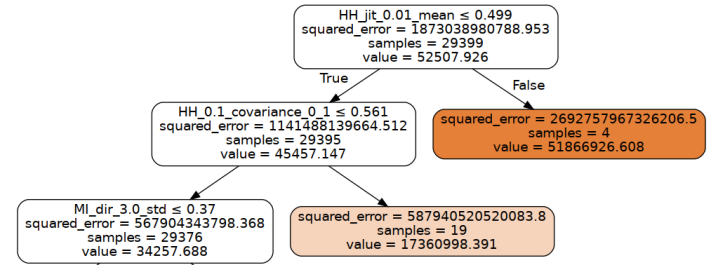 HH_jit_0.01_mean ≤ 0.499
squared_error = 1873038980788.953
samples = 29399
value = 52507.926
True
False
HH_0.1_covariance_0_1 ≤ 0.561
squared_error = 1141488139664.512
samples = 29395
value = 45457.147
squared_error = 2692757967326206.5
samples = 4
value = 51866926.608
MI_dir_3.0_std ≤ 0.37
squared_error = 567904343798.368
samples = 29376
value = 34257.688
squared_error = 587940520520083.8
samples = 19
value = 17360998.391